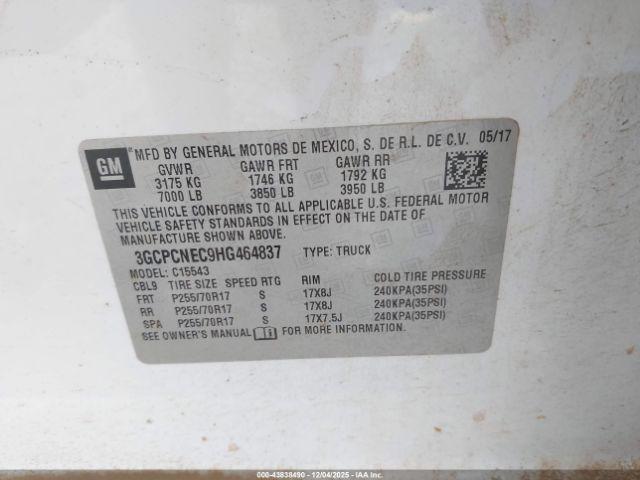 GM
® MFD BY GENERAL MOTORS DE MEXICO, S. DE R.L. DE C.V. 05/17
GVWR GAWR FRT GAWR RR
3175 KG 1746 KG 1792 KG
7000 LB 3850 LB 3950 LB
THIS VEHICLE CONFORMS TO ALL APPLICABLE U.S. FEDERAL MOTOR
VEHICLE SAFETY STANDARDS IN EFFECT ON THE DATE OF
MANUFACTURE SHOWN ABOVE.
3GCPCNEC9HG464837 TYPE: TRUCK
MODEL: C15543
CBL9 TIRE SIZE SPEED RTG RIM COLD TIRE PRESSURE
FRT P255/70R17 S 17X8J 240KPA(35PSI)
RR P255/70R17 S 17X8J 240KPA(35PSI)
SPA P255/70R17 S 17X7.5J 240KPA(35PSI)
SEE OWNER'S MANUAL FOR MORE INFORMATION.
000-43838490 - 12/04/2025 - IAAI.COM